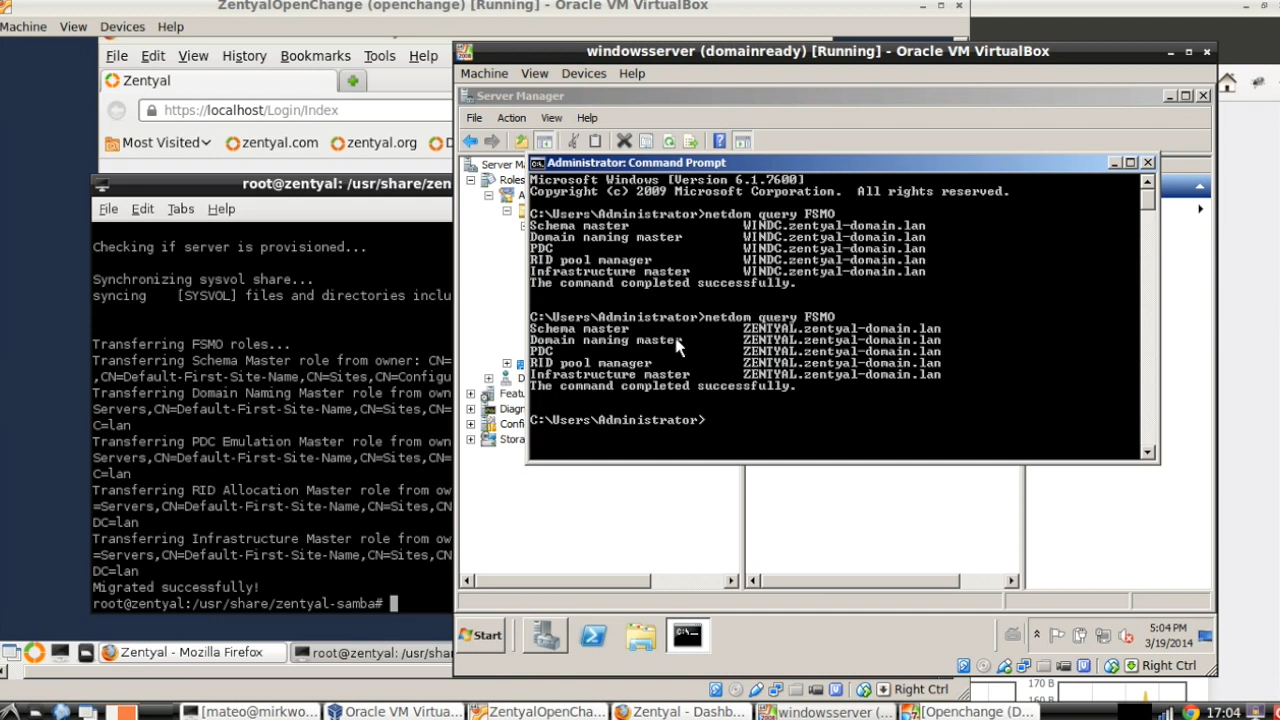 ZentyalOpenChange (openchange) [Running] - Oracle VM VirtualBox
Machine View Devices Help
File Edit View History Bookmarks Tools Help
Zentyal
https://localhost/Login/Index
Most Visited zentyal.com zentyal.org
root@zentyal: /usr/share/zen
File Edit Tabs Help
Checking if server is provisioned...
Synchronizing sysvol share...
syncing [SYSVOL] files and directories inclu
Transferring FSMO roles...
Transferring Schema Master role from owner: CN=
,CN=Default-First-Site-Name,CN=Sites,CN=Configu
Transferring Domain Naming Master role from own
Servers,CN=Default-First-Site-Name,CN=Sites,CN=
C=lan
Transferring PDC Emulation Master role from own
Servers,CN=Default-First-Site-Name,CN=Sites,CN=
C=lan
Transferring RID Allocation Master role from ow
=Servers,CN=Default-First-Site-Name,CN=Sites,CN
DC=lan
Transferring Infrastructure Master role from ow
=Servers,CN=Default-First-Site-Name,CN=Sites,CN
DC=lan
Migrated successfully!
root@zentyal:/usr/share/zentyal-samba#
windowsserver (domainready) [Running] - Oracle VM VirtualBox
Machine View Devices Help
Server Manager
File Action View Help
Server Ma
Roles
A
D
Featu
Diagn
Confi
Stora
Administrator: Command Prompt
Microsoft Windows [Version 6.1.7600]
Copyright (c) 2009 Microsoft Corporation. All rights reserved.
C:\Users\Administrator>netdom query FSMO
Schema master WINDC.zentyal-domain.lan
Domain naming master WINDC.zentyal-domain.lan
PDC WINDC.zentyal-domain.lan
RID pool manager WINDC.zentyal-domain.lan
Infrastructure master WINDC.zentyal-domain.lan
The command completed successfully.
C:\Users\Administrator>netdom query FSMO
Schema master ZENTYAL.zentyal-domain.lan
Domain naming master ZENTYAL.zentyal-domain.lan
PDC ZENTYAL.zentyal-domain.lan
RID pool manager ZENTYAL.zentyal-domain.lan
Infrastructure master ZENTYAL.zentyal-domain.lan
The command completed successfully.
C:\Users\Administrator>
Start
5:04 PM
3/19/2014
Zentyal - Mozilla Firefox root@zentyal: /usr/sha
Right Ctrl
Right Ctrl
170 B
160 B
[mateo@mirkwo... Oracle VM Virtua... ZentyalOpenCha... Zentyal - Dashb... windowsserver (... [Openchange (D... 17:04